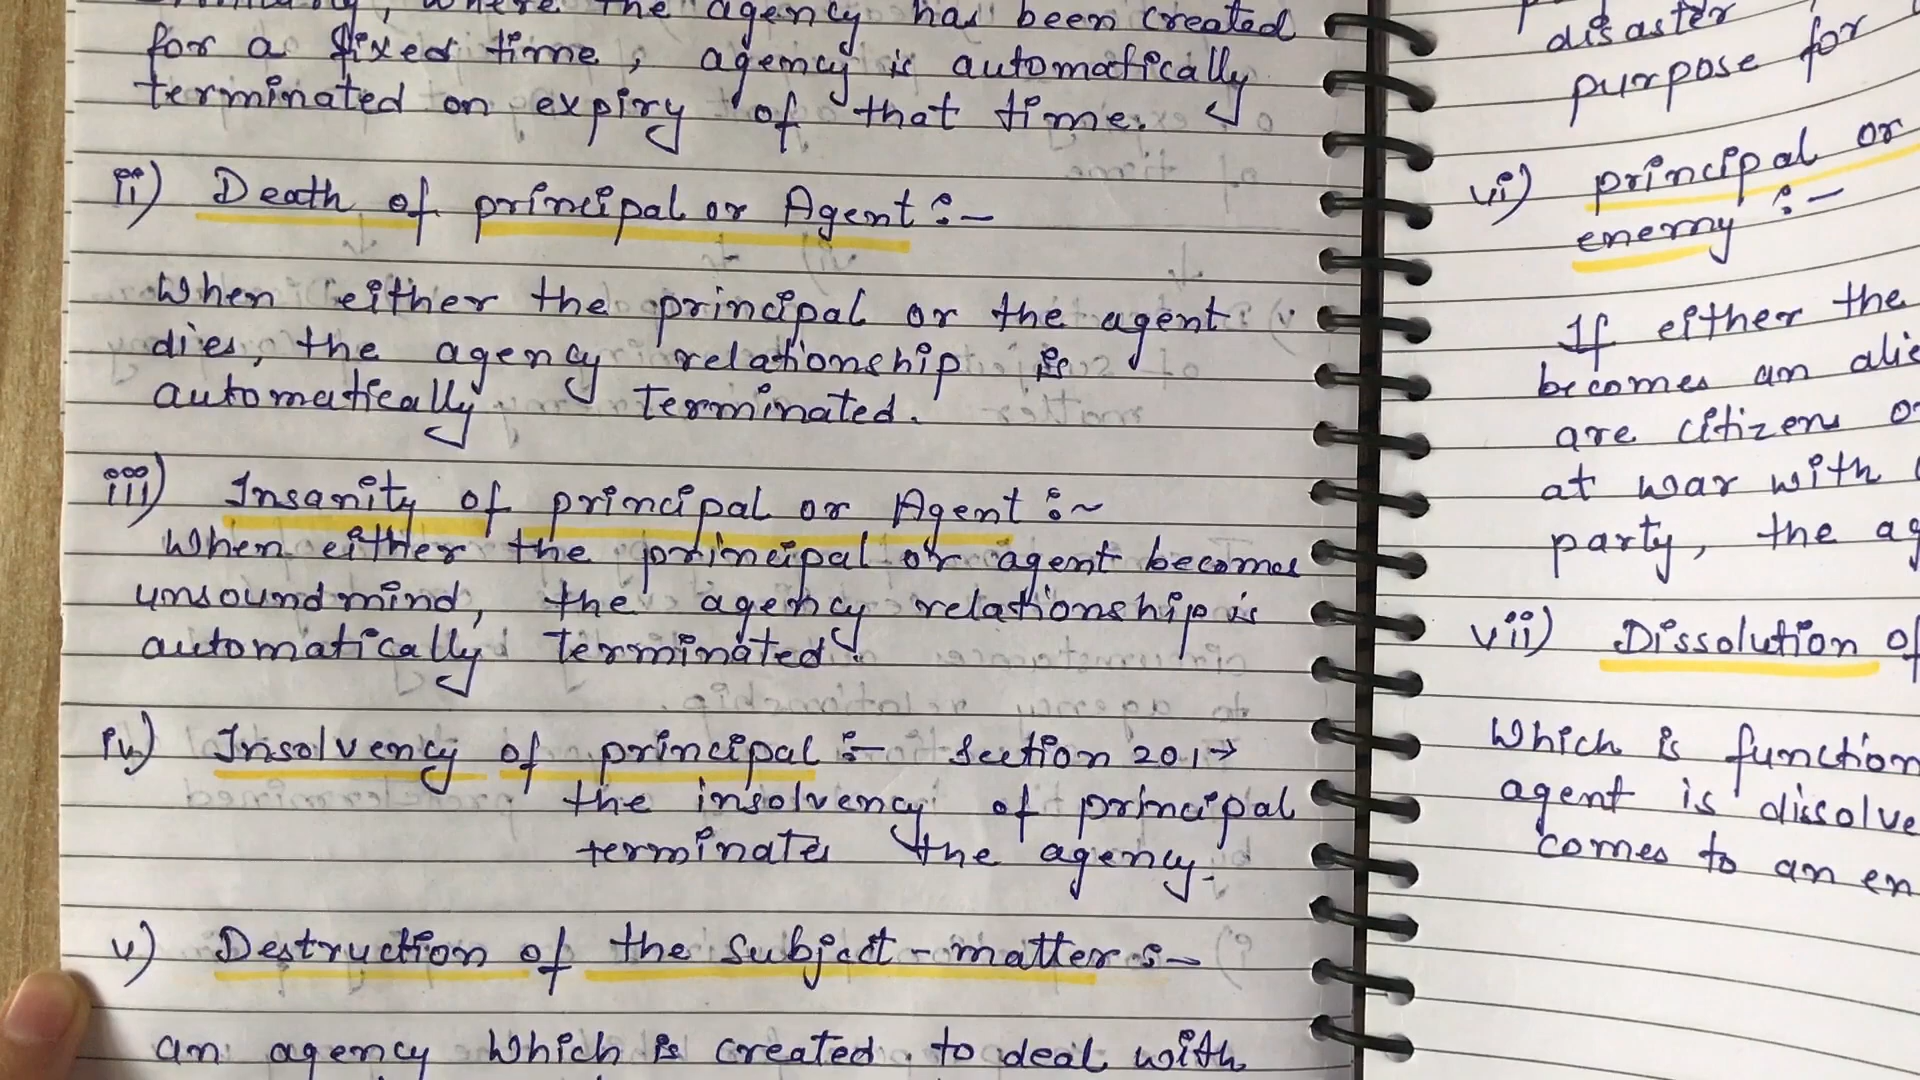 where the agency has been created
for a fixed time, agency is automatically
terminated on expiry of that time.
ii) Death of principal or Agent :-
When either the principal or the agent
dies, the agency relationship is
automatically terminated.
iii) Insanity of principal or Agent :~
When either the principal or agent becomes
unsound mind, the agency relationship is
automatically terminated.
iv) Insolvency of principal :- Section 201→
the insolvency of principal
terminates the agency.
v) Destruction of the subject-matter :-
an agency which is created to deal with
disaster
purpose for
vi) principal or
enemy :-
If either the
becomes an
are citizens
at war with
party, the
vii) Dissolution of
Which is function
agent is dissolve
comes to an en